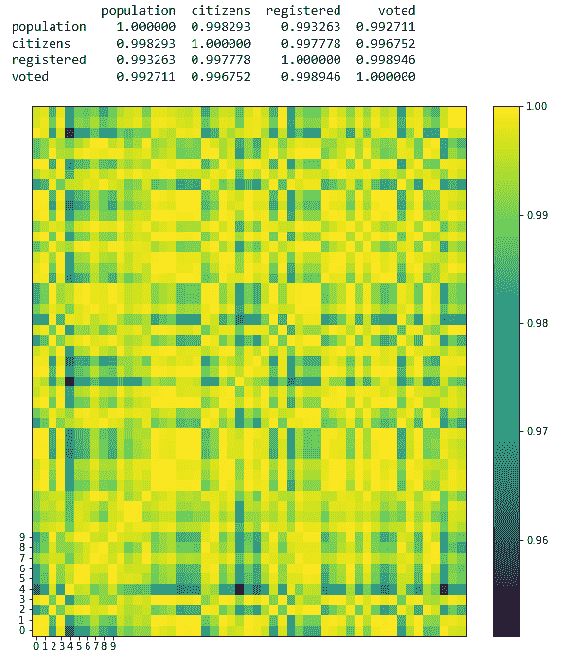 population citizens registered voted
population 1.000000 0.998293 0.993263 0.992711
citizens 0.998293 1.000000 0.997778 0.996752
registered 0.993263 0.997778 1.000000 0.998946
voted 0.992711 0.996752 0.998946 1.000000
1.00
0.99
0.98
0.97
0.96
9
8
7
6
5
4
3
2
1
0
0 1 2 3 4 5 6 7 8 9